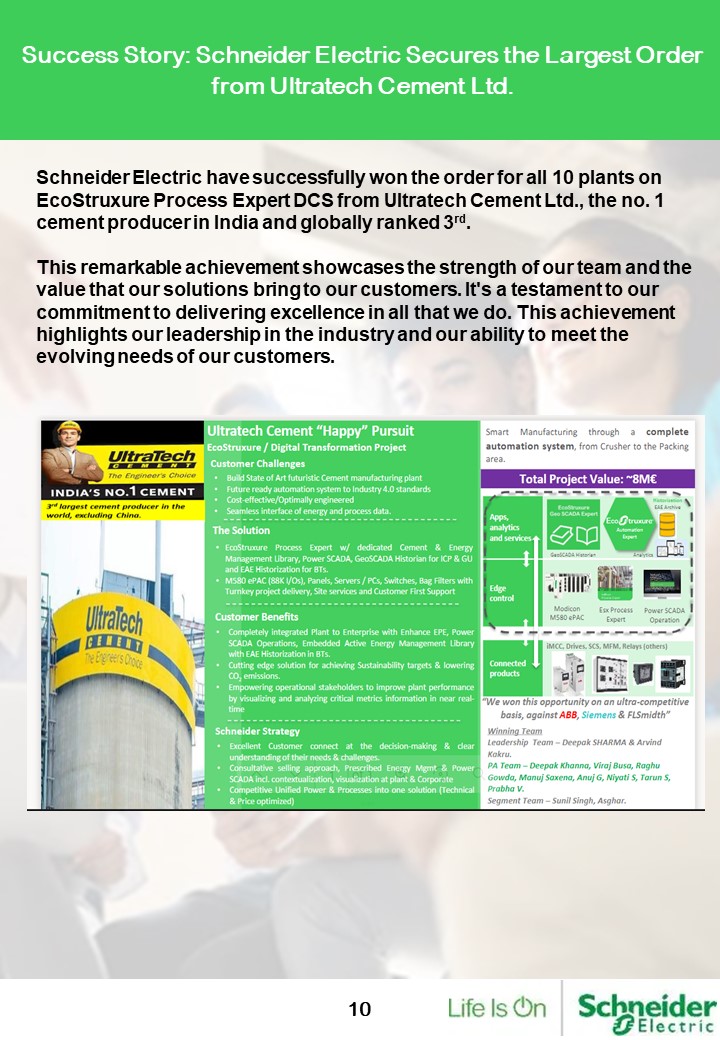 Success Story: Schneider Electric Secures the Largest Order
from Ultratech Cement Ltd.
Schneider Electric have successfully won the order for all 10 plants on
EcoStruxure Process Expert DCS from Ultratech Cement Ltd., the no. 1
cement producer in India and globally ranked 3rd.
This remarkable achievement showcases the strength of our team and the
value that our solutions bring to our customers. It's a testament to our
commitment to delivering excellence in all that we do. This achievement
highlights our leadership in the industry and our ability to meet the
evolving needs of our customers.
UltraTech
CEMENT
The Engineer's Choice
INDIA'S NO.1 CEMENT
3rd largest cement producer in the
world, excluding China.
UltraTech
CEMENT
The Engineer's Choice
Ultratech Cement “Happy” Pursuit
EcoStruxure / Digital Transformation Project
Customer Challenges
• Build State of Art futuristic Cement manufacturing plant
• Future ready automation system to Industry 4.0 standards
• Cost-effective/Optimally engineered
• Seamless interface of energy and process data.
The Solution
• EcoStruxure Process Expert w/ dedicated Cement & Energy
Management Library, Power SCADA, GeoSCADA Historian for ICP & GU
and EAE Historization for BTs.
• M580 ePAC (88K I/Os), Panels, Servers / PCs, Switches, Bag Filters with
Turnkey project delivery, Site services and Customer First Support
Customer Benefits
• Completely integrated Plant to Enterprise with Enhance EPE, Power
SCADA Operations, Embedded Active Energy Management Library
with EAE Historization in BTs.
• Cutting edge solution for achieving Sustainability targets & lowering
CO2 emissions.
• Empowering operational stakeholders to improve plant performance
by visualizing and analyzing critical metrics information in near real-
time
Schneider Strategy
• Excellent Customer connect at the decision-making & clear
understanding of their needs & challenges.
• Consultative selling approach, Prescribed Energy Mgmt & Power
SCADA incl. contextualization, visualization at plant & Corporate
• Competitive Unified Power & Processes into one solution (Technical
& Price optimized)
Smart Manufacturing through a complete
automation system, from Crusher to the Packing
area.
Total Project Value: ~8M€
Apps,
analytics
and services
EcoStruxure
Geo SCADA Expert
GeoSCADA Historian
EcoStruxure
Automation
Expert
Historization
EAE Archive
Analytics
Edge
control
Modicon
M580 ePAC
Esx Process
Expert
Power SCADA
Operation
Connected
products
iMCC, Drives, SCS, MFM, Relays (others)
“We won this opportunity on an ultra-competitive
basis, against ABB, Siemens & FLSmidth”
Winning Team
Leadership Team – Deepak SHARMA & Arvind
Kakru.
PA Team – Deepak Khanna, Viraj Busa, Raghu
Gowda, Manuj Saxena, Anuj G, Niyati S, Tarun S,
Prabha V.
Segment Team – Sunil Singh, Asghar.
10
Life Is On
Schneider
Electric